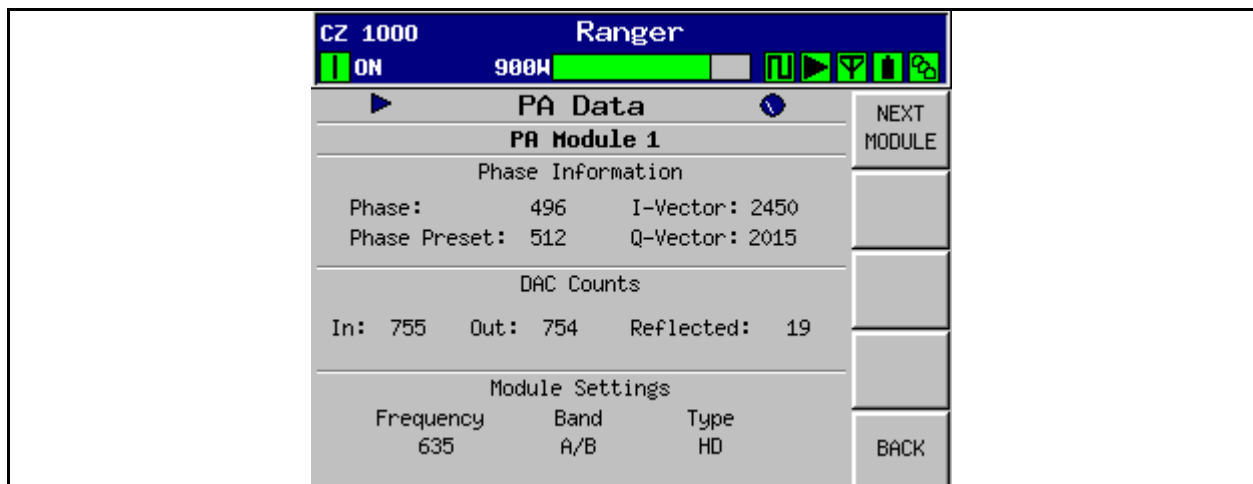 CZ 1000 Ranger
ON 900W
PA Data
NEXT
MODULE
PA Module 1
Phase Information
Phase: 496 I-Vector: 2450
Phase Preset: 512 Q-Vector: 2015
DAC Counts
In: 755 Out: 754 Reflected: 19
Module Settings
Frequency Band Type
635 A/B HD
BACK